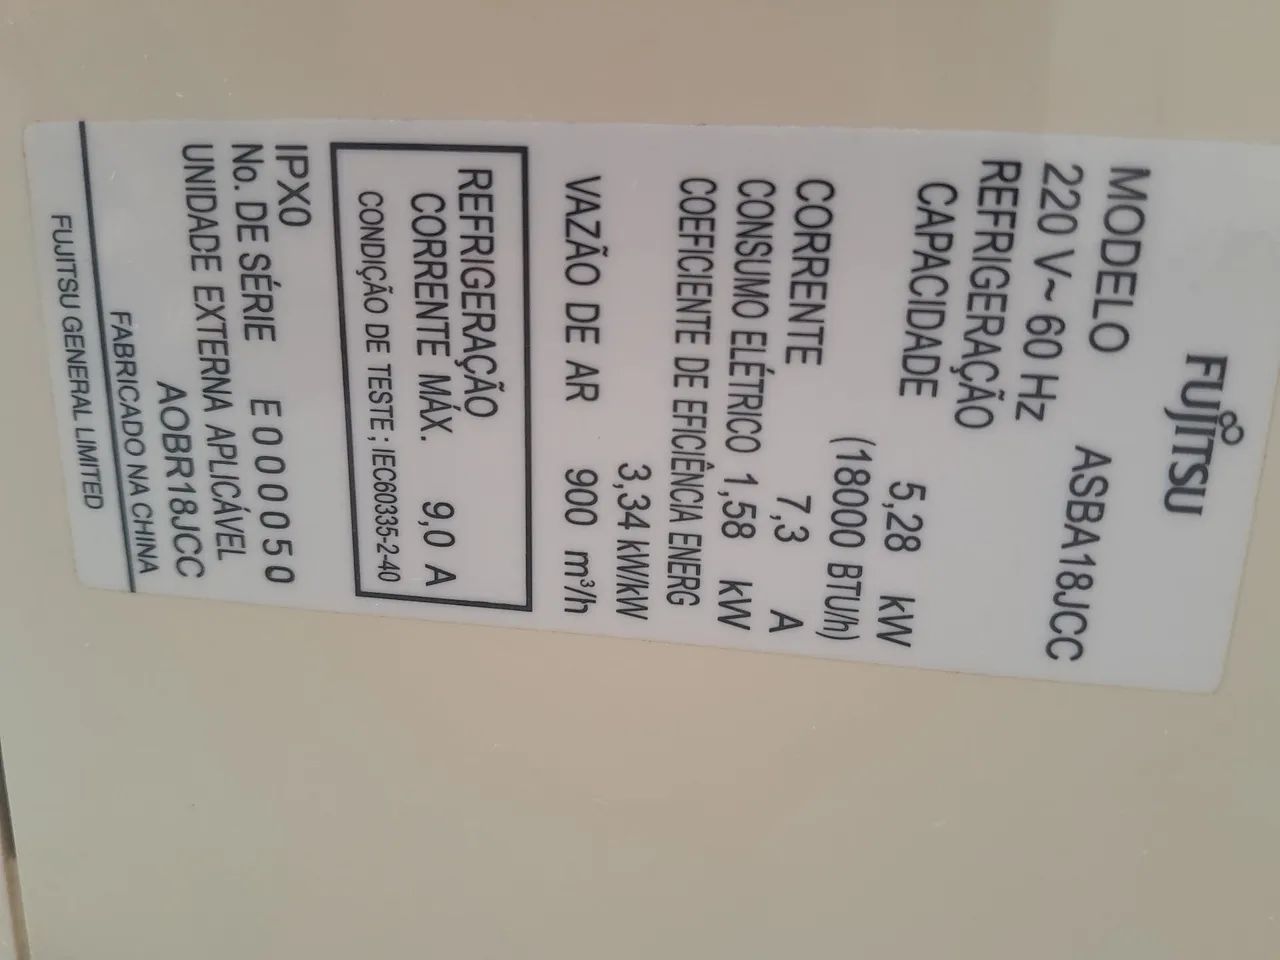 FUJITSU
MODELO ASBA18JCC
220 V~ 60 Hz
REFRIGERAÇÃO
CAPACIDADE 5,28 kW
(18000 BTU/h)
CORRENTE 7,3 A
CONSUMO ELÉTRICO 1,58 kW
COEFICIENTE DE EFICIÊNCIA ENERG
3,34 kW/kW
VAZÃO DE AR 900 m³/h
REFRIGERAÇÃO
CORRENTE MÁX. 9,0 A
CONDIÇÃO DE TESTE ; IEC60335-2-40
IPX0
No. DE SÉRIE E000050
UNIDADE EXTERNA APLICÁVEL
AOBR18JCC
FABRICADO NA CHINA
FUJITSU GENERAL LIMITED